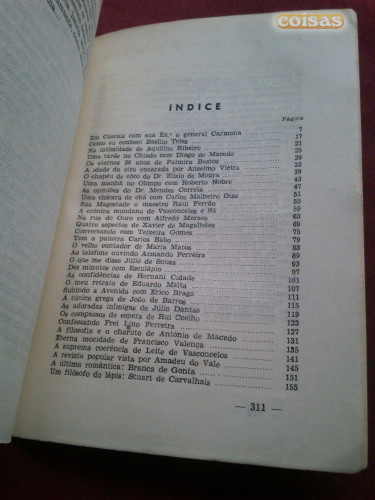 coisas
INDICE
Página
Em Cascais com sua Ex.ª o general Carmona 7
Como eu conheci Basílio Teles 17
Na intimidade de Aquilino Ribeiro 21
Uma tarde no Chiado com Diogo de Macedo 25
Os eternos 20 anos de Palmira Bastos 29
A idade do oiro encarada por Anselmo Vieira 33
O chapéu de côco do Dr. Elísio de Moura 39
Uma manhã no Olimpo com Roberto Nobre 43
As opiniões do Dr. Mendes Correia 47
Uma chícara de chá com Carlos Malheiro Dias 51
Sua Magestade o maestro Raul Ferrão 55
A crónica mundana de Vasconcelos e Sá 59
Na rua do Ouro com Alfredo Morais 63
Quatro aspectos de Xavier de Magalhães 69
Conversando com Teixeira Gomes 75
Tem a palavra Carlos Babo 79
O velho contador de Maria Matos 83
Ao telefone ouvindo Armando Ferreira 89
O que me disse Júlio de Sousa 91
Dez minutos com Esculápio 97
As confidências de Hernani Cidade 101
O meu retrato de Eduardo Malta 107
Subindo a Avenida com Erico Braga 111
A túnica grega de João de Barros 115
As adoradas inimigas de Júlio Dantas 119
Os compassos de espera de Rui Coelho 123
Confessando Frei Lino Ferreira 127
A filosofia e o charuto de António de Macedo 131
Eterna mocidade de Francisco Valença 135
A suprema coerência de Leite de Vasconcelos 141
A revista popular vista por Amadeu do Vale 145
A última romântica: Branca de Gonta 151
Um filósofo do lápis: Stuart de Carvalhais 155
— 311 —